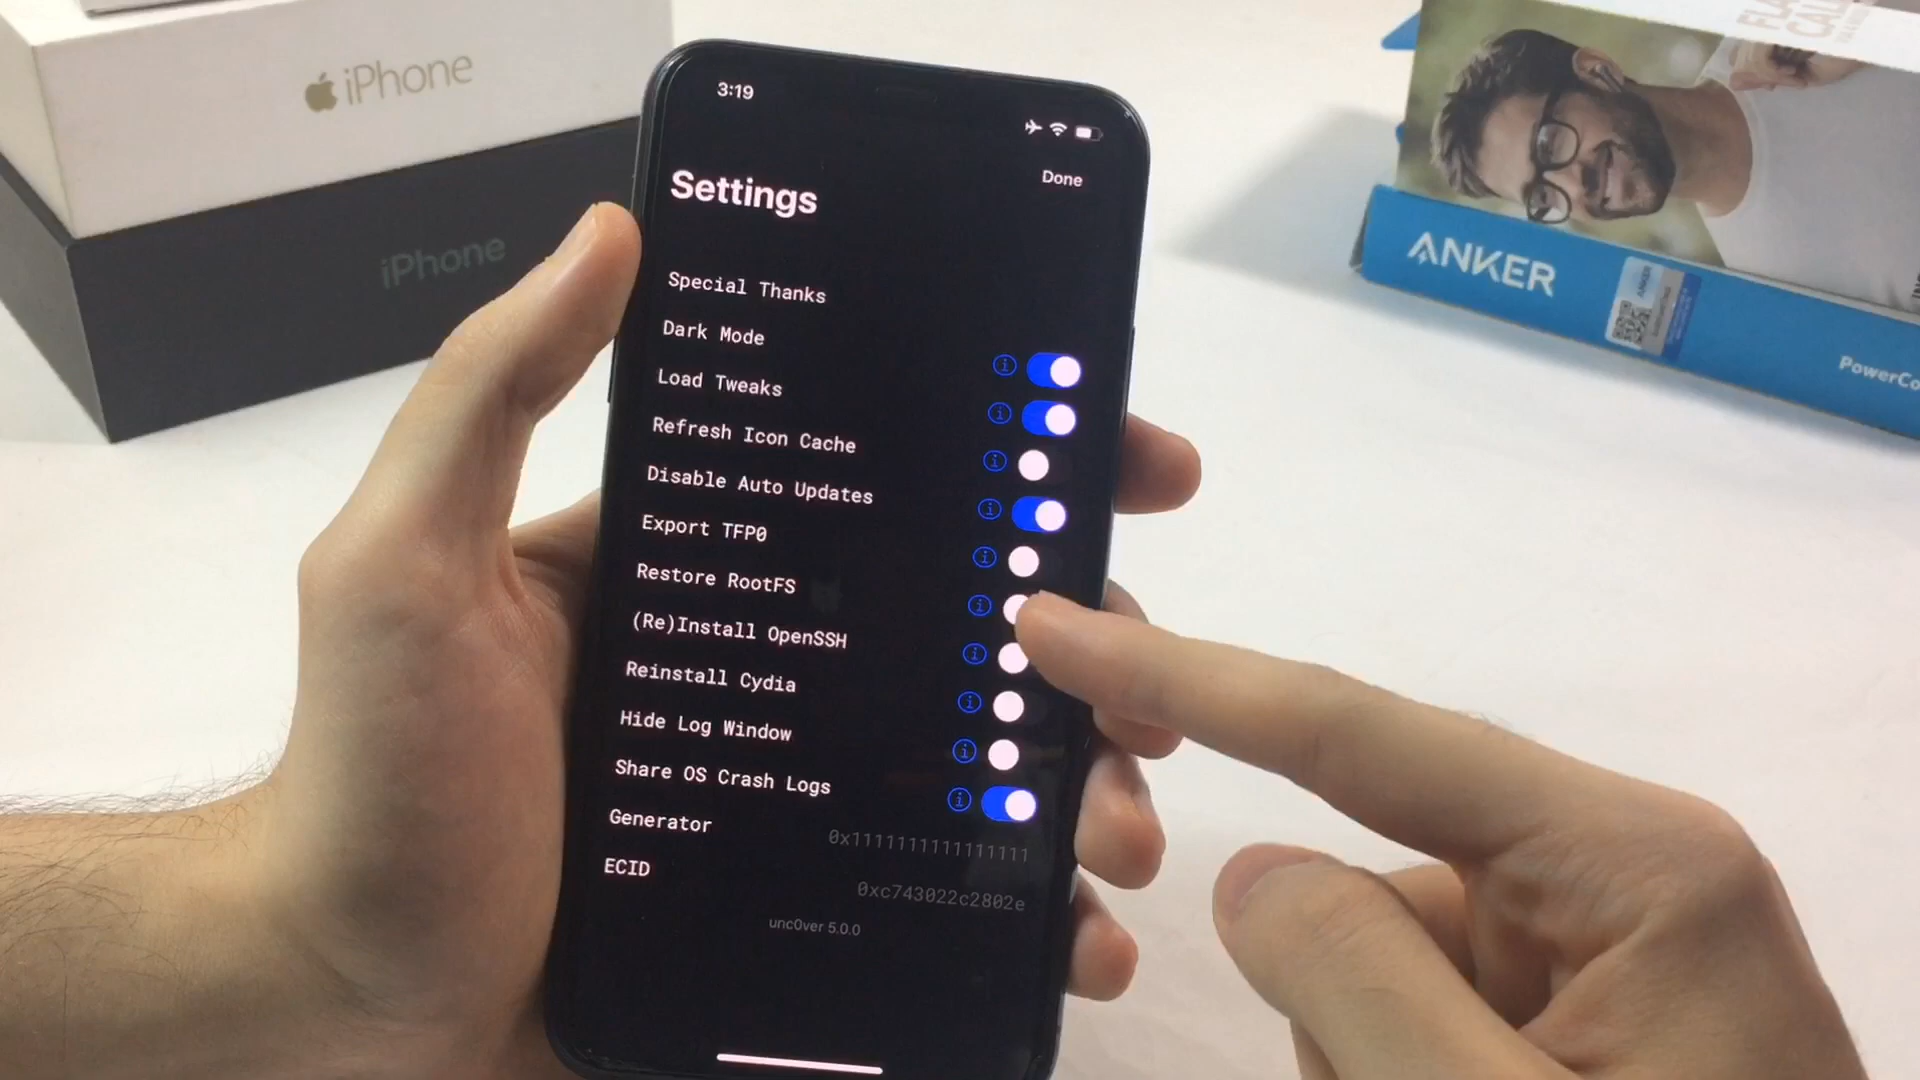 iPhone
iPhone
3:19
Done
Settings
Special Thanks
Dark Mode
Load Tweaks
Refresh Icon Cache
Disable Auto Updates
Export TFP0
Restore RootFS
(Re)Install OpenSSH
Reinstall Cydia
Hide Log Window
Share OS Crash Logs
Generator
0x1111111111111111
ECID
0xc743022c2802e
unc0ver 5.0.0
ANKER